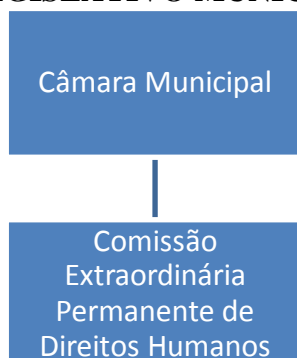 Câmara Municipal
Comissão
Extraordinária
Permanente de
Direitos Humanos